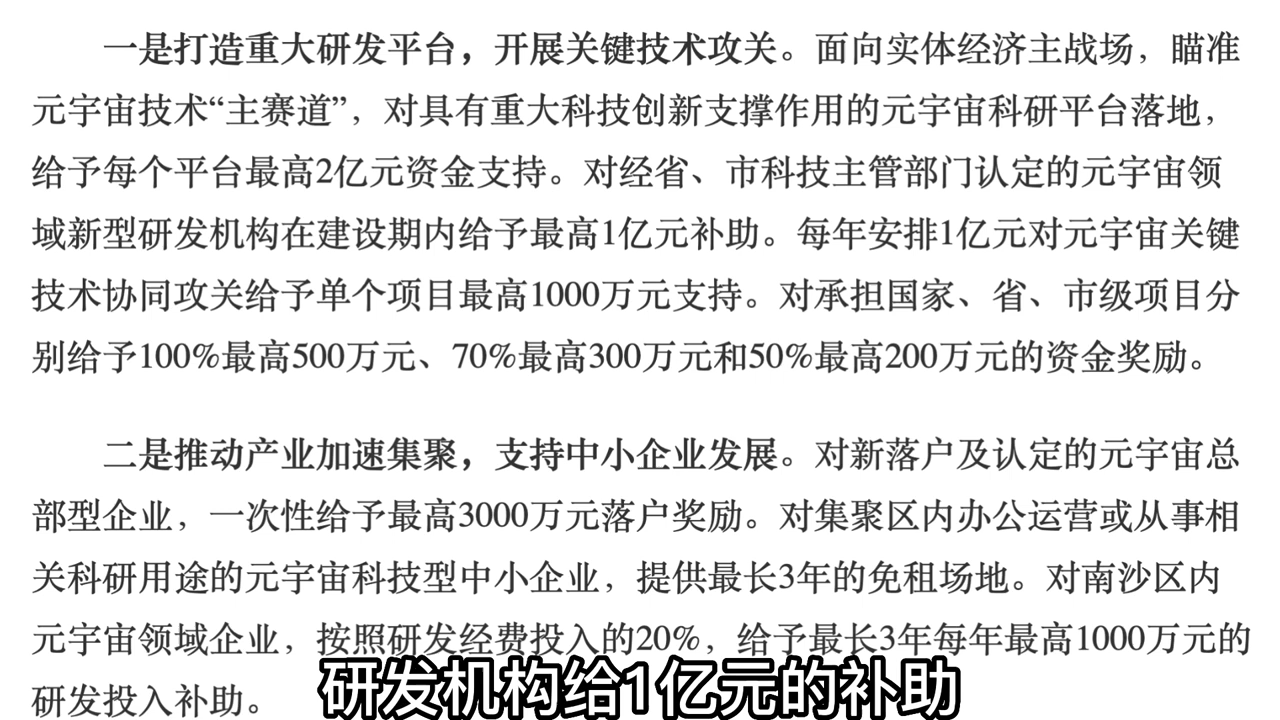 一是打造重大研发平台，开展关键技术攻关。面向实体经济主战场，瞄准
元宇宙技术“主赛道”，对具有重大科技创新支撑作用的元宇宙科研平台落地，
给予每个平台最高2亿元资金支持。对经省、市科技主管部门认定的元宇宙领
域新型研发机构在建设期内给予最高1亿元补助。每年安排1亿元对元宇宙关键
技术协同攻关给予单个项目最高1000万元支持。对承担国家、省、市级项目分
别给予100%最高500万元、70%最高300万元和50%最高200万元的资金奖励。
二是推动产业加速集聚，支持中小企业发展。对新落户及认定的元宇宙总
部型企业，一次性给予最高3000万元落户奖励。对集聚区内办公运营或从事相
关科研用途的元宇宙科技型中小企业，提供最长3年的免租场地。对南沙区内
元宇宙领域企业，按照研发经费投入的20%，给予最长3年每年最高1000万元的
研发投入补助。
研发机构给1亿元的补助